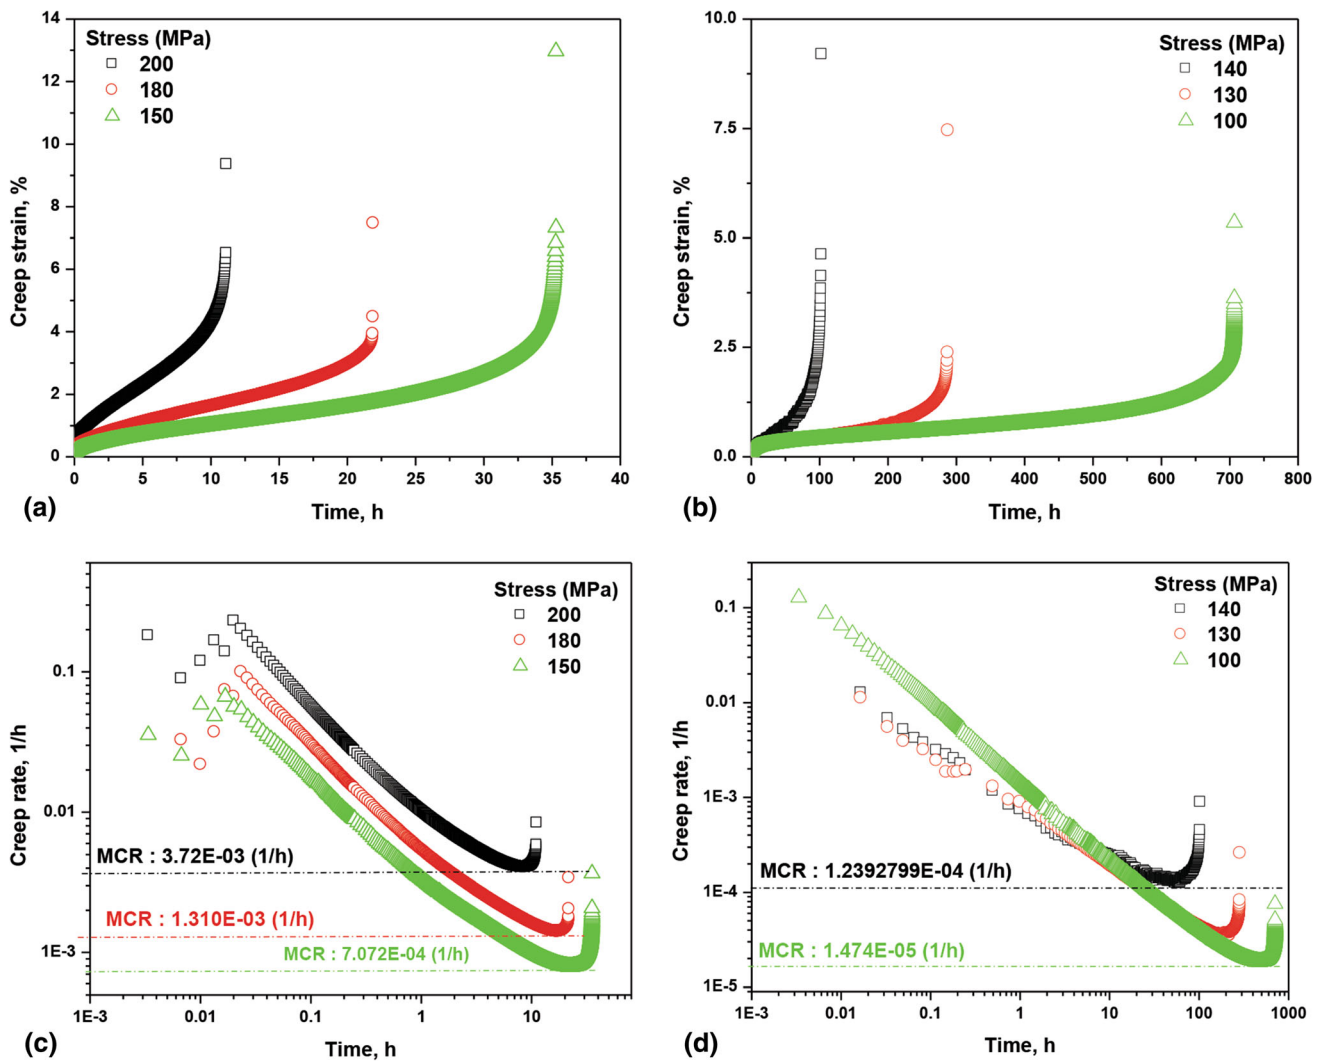 14
12
10
8
6
4
2
0
Creep strain, %
Stress (MPa)
200
180
150
0 5 10 15 20 25 30 35 40
(a)
Time, h
10.0
7.5
5.0
2.5
0.0
Creep strain, %
Stress (MPa)
140
130
100
0 100 200 300 400 500 600 700 800
(b)
Time, h
0.1
0.01
1E-3
Creep rate, 1/h
Stress (MPa)
200
180
150
MCR : 3.72E-03 (1/h)
MCR : 1.310E-03 (1/h)
MCR : 7.072E-04 (1/h)
1E-3 0.01 0.1 1 10
(c)
Time, h
0.1
0.01
1E-3
1E-4
1E-5
Creep rate, 1/h
Stress (MPa)
140
130
100
MCR : 1.2392799E-04 (1/h)
MCR : 1.474E-05 (1/h)
1E-3 0.01 0.1 1 10 100 1000
(d)
Time, h